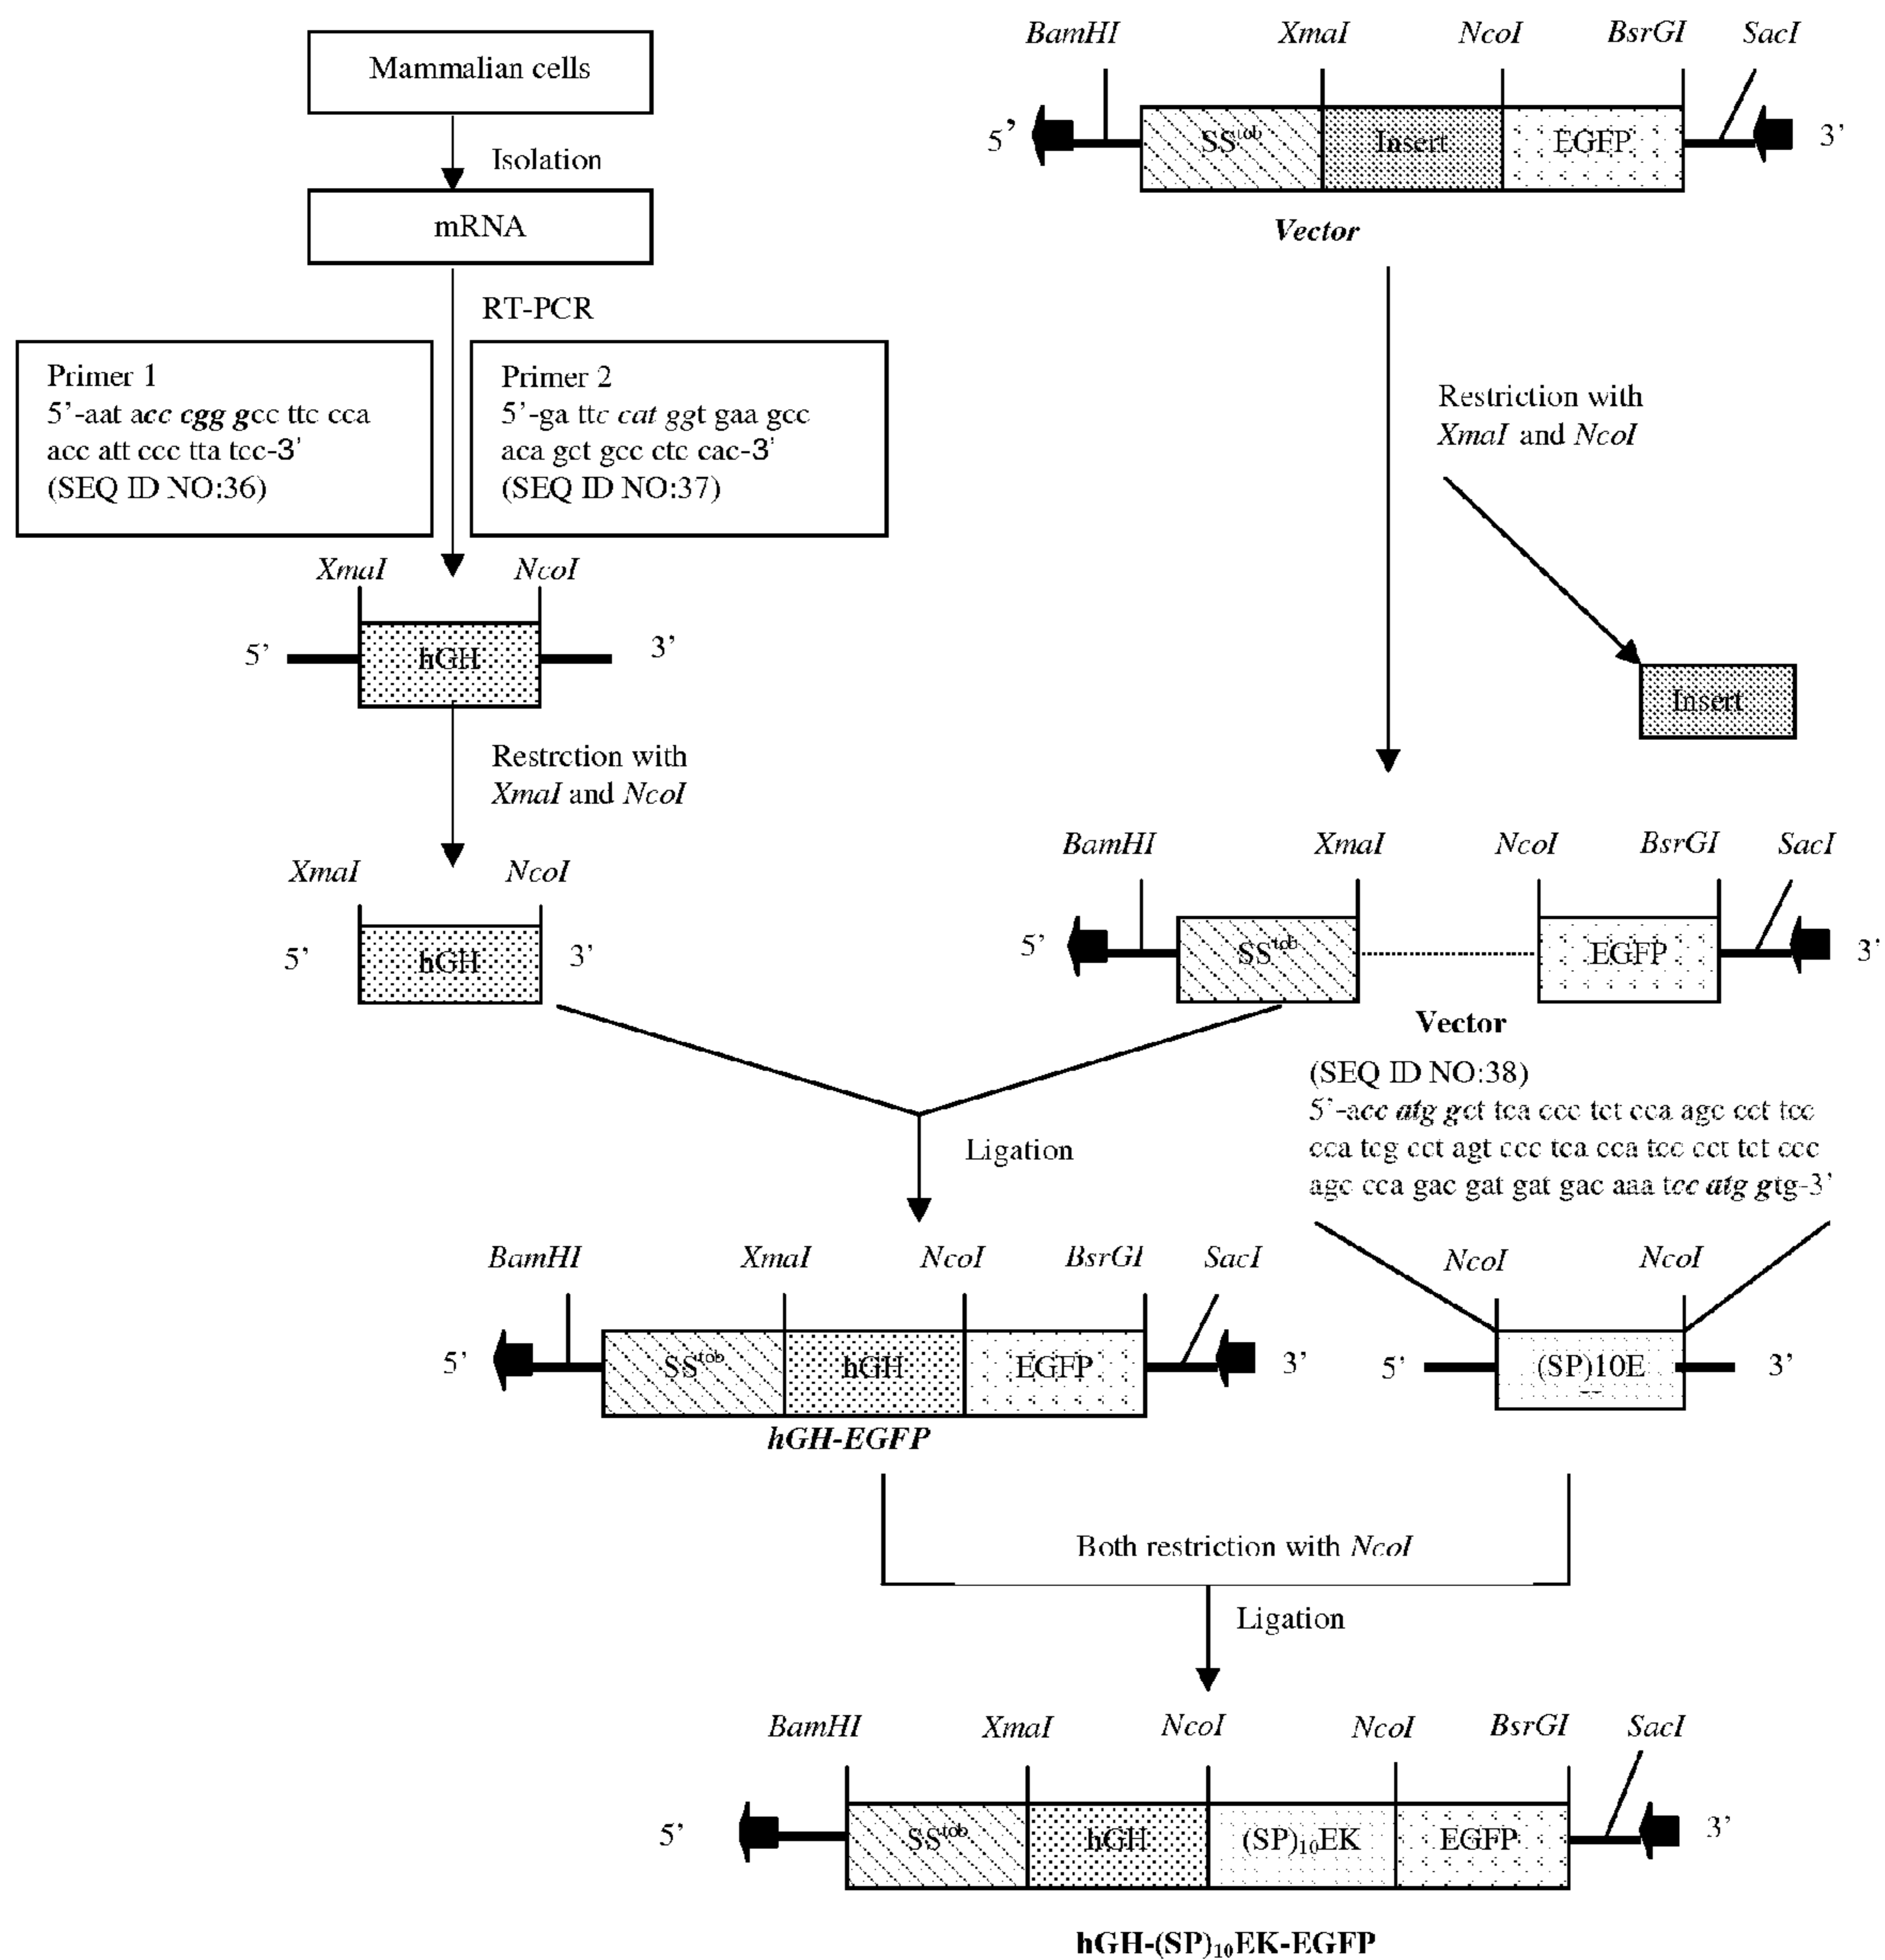 Mammalian cells
Isolation
mRNA
RT-PCR
Primer 1
5'-aat acc cgg gcc ttc cca
acc att ccc tta tcc-3'
(SEQ ID NO:36)
Primer 2
5'-ga ttc cat ggt gaa gcc
aca gct gcc ctc cac-3'
(SEQ ID NO:37)
XmaI NcoI
5' hGH 3'
Restrction with
XmaI and NcoI
XmaI NcoI
5' hGH 3'
BamHI XmaI NcoI BsrGI SacI
5' SS^tob Insert EGFP 3'
Vector
Restriction with
XmaI and NcoI
Insert
BamHI XmaI NcoI BsrGI SacI
5' SS^tob EGFP 3'
Vector
Ligation
(SEQ ID NO:38)
5'-acc atg gct tca ccc tct cca agc cct tcc
cca tcg cct agt ccc tca cca tcc cct tct ccc
agc cca gac gat gat gac aaa tcc atg gtg-3'
BamHI XmaI NcoI BsrGI SacI
5' SS^tob hGH EGFP 3'
hGH-EGFP
NcoI NcoI
5' (SP)10E 3'
Both restriction with NcoI
Ligation
BamHI XmaI NcoI NcoI BsrGI SacI
5' SS^tob hGH (SP)₁₀EK EGFP 3'
hGH-(SP)₁₀EK-EGFP